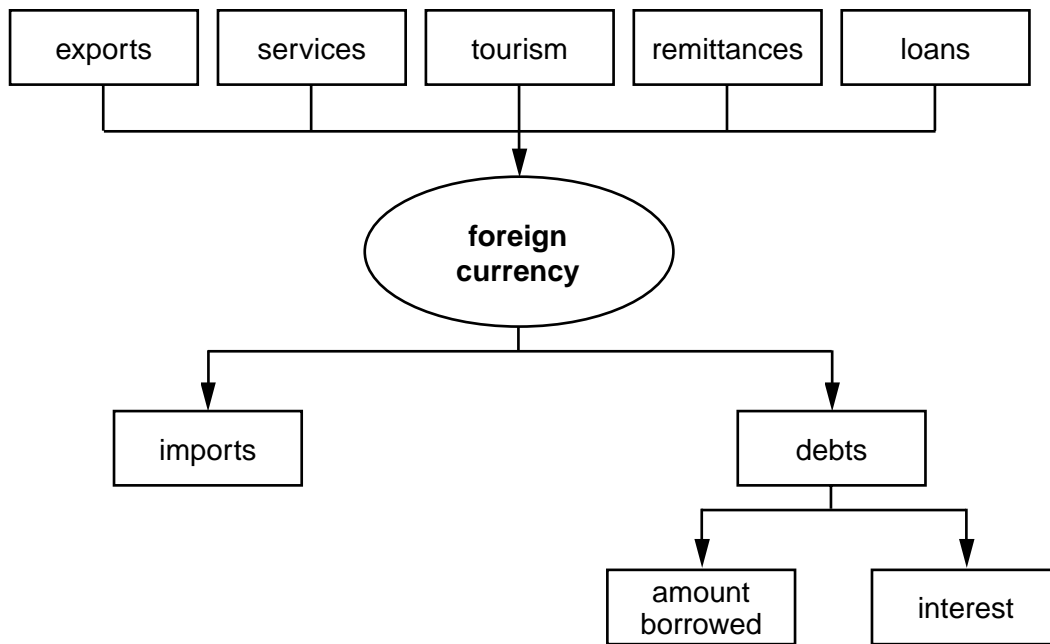 exports
services
tourism
remittances
loans
foreign
currency
imports
debts
amount
borrowed
interest